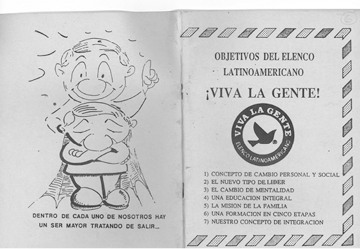 DENTRO DE CADA UNO DE NOSOTROS HAY
UN SER MAYOR TRATANDO DE SALIR...
OBJETIVOS DEL ELENCO
LATINOAMERICANO
¡VIVA LA GENTE!
VIVA LA GENTE
ELENCO LATINOAMERICANO
1) CONCEPTO DE CAMBIO PERSONAL Y SOCIAL
2) EL NUEVO TIPO DE LIDER
3) EL CAMBIO DE MENTALIDAD
4) UNA EDUCACION INTEGRAL
5) LA MISION DE LA FAMILIA
6) UNA FORMACION EN CINCO ETAPAS
7) NUESTRO CONCEPTO DE INTEGRACION